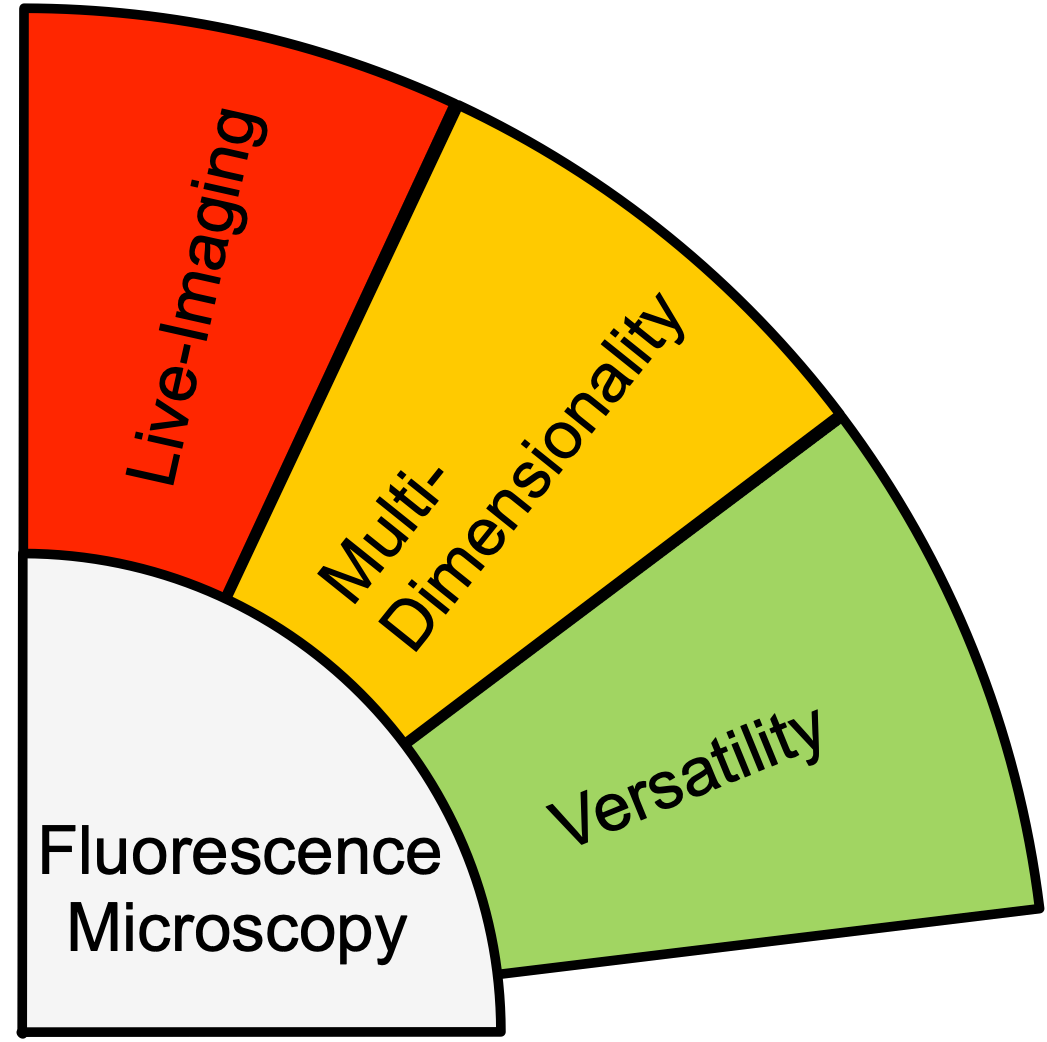 Live-Imaging
Multi-
Dimensionality
Versatility
Fluorescence
Microscopy